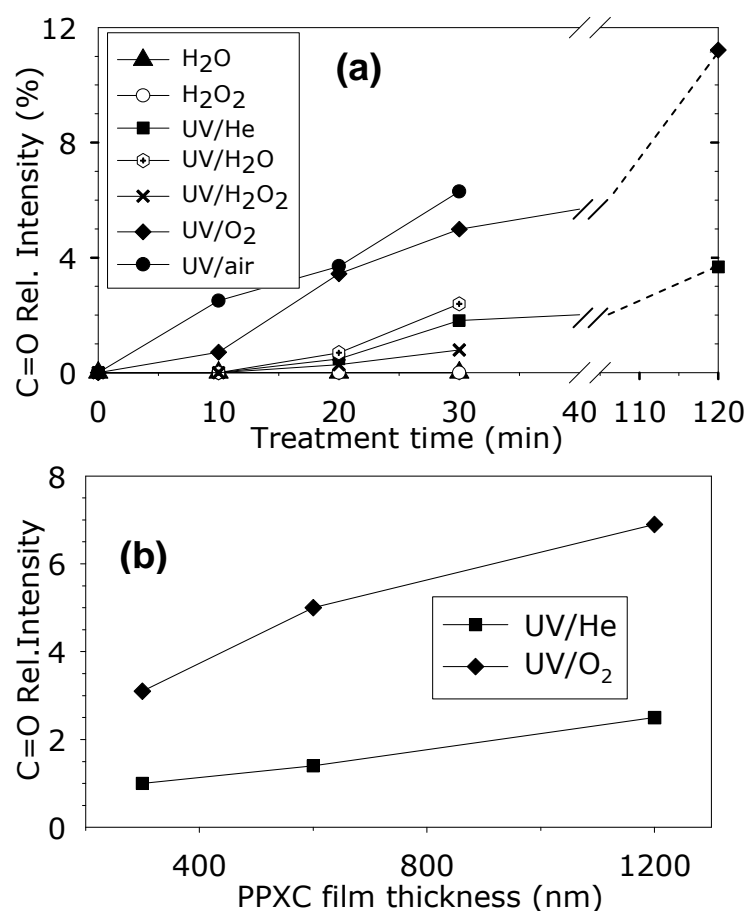 12
8
4
0
C=O Rel. Intensity (%)
(a)
H₂O
H₂O₂
UV/He
UV/H₂O
UV/H₂O₂
UV/O₂
UV/air
0 10 20 30 40 110 120
Treatment time (min)
8
6
4
2
0
C=O Rel.Intensity
(b)
UV/He
UV/O₂
400 800 1200
PPXC film thickness (nm)